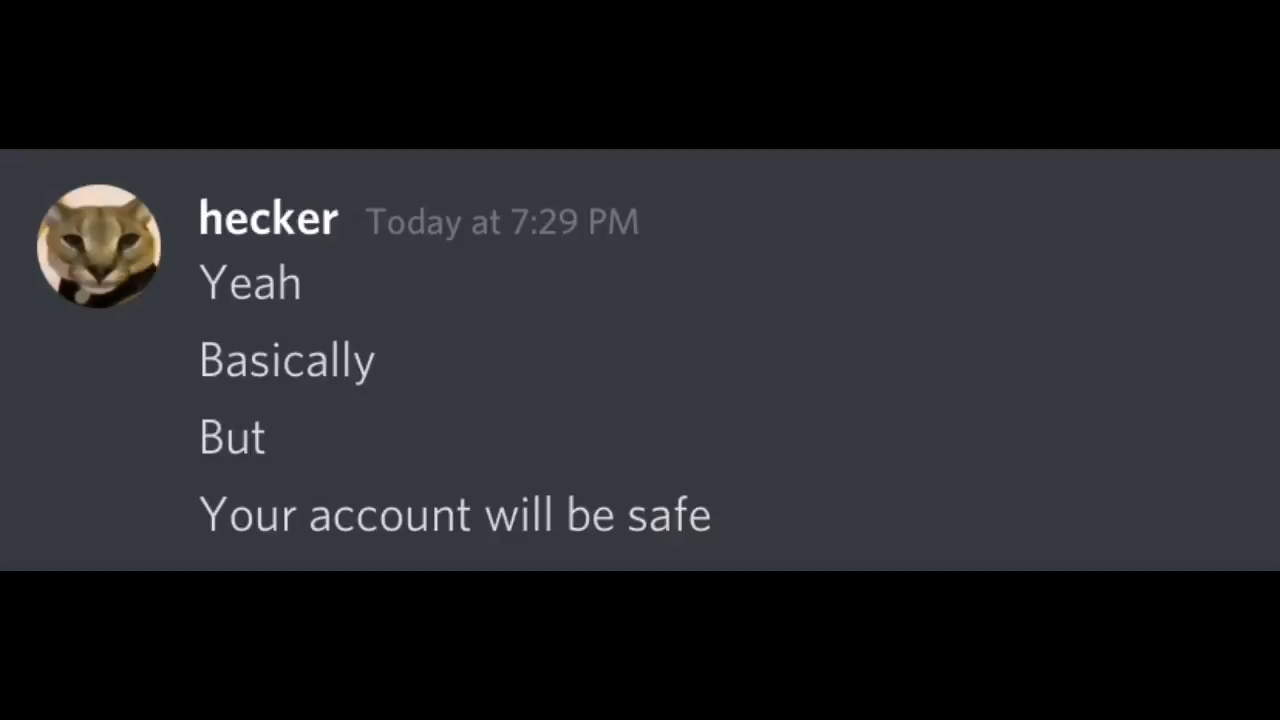 hecker Today at 7:29 PM
Yeah
Basically
But
Your account will be safe